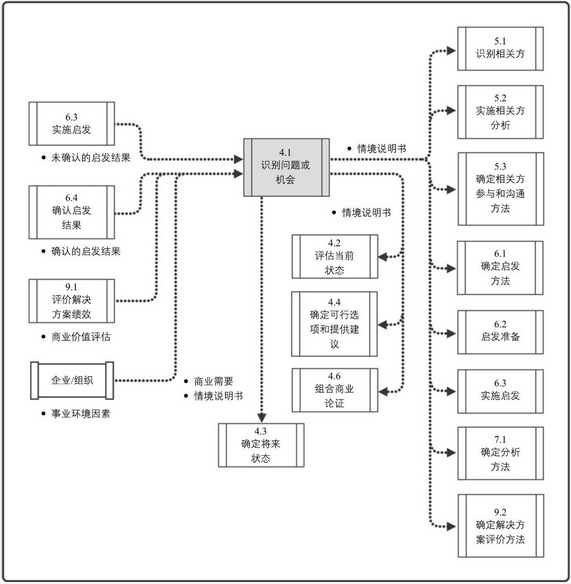 6.3
实施启发
• 未确认的启发结果
6.4
确认启发
结果
• 确认的启发结果
9.1
评价解决
方案绩效
• 商业价值评估
企业/组织
• 事业环境因素
4.1
识别问题或
机会
• 情境说明书
• 情境说明书
4.2
评估当前
状态
4.4
确定可行选
项和提供建
议
4.6
组合商业
论证
• 商业需要
• 情境说明书
4.3
确定将来
状态
5.1
识别相关方
5.2
实施相关方
分析
5.3
确定相关方
参与和沟通
方法
6.1
确定启发
方法
6.2
启发准备
6.3
实施启发
7.1
确定分析
方法
9.2
确定解决方
案评价方法